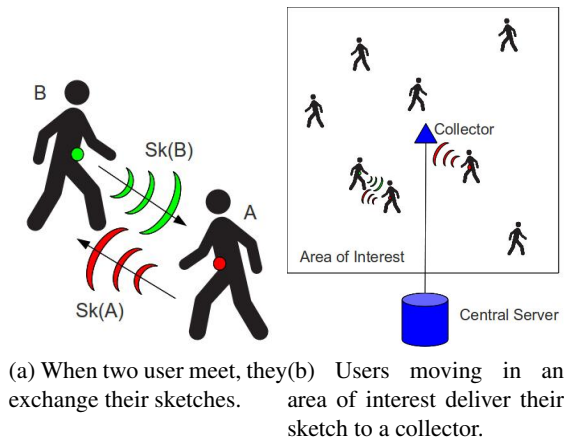 B
Sk(B)
A
Sk(A)
(a) When two user meet, they
exchange their sketches.
Collector
Area of Interest
Central Server
(b) Users moving in an
area of interest deliver their
sketch to a collector.